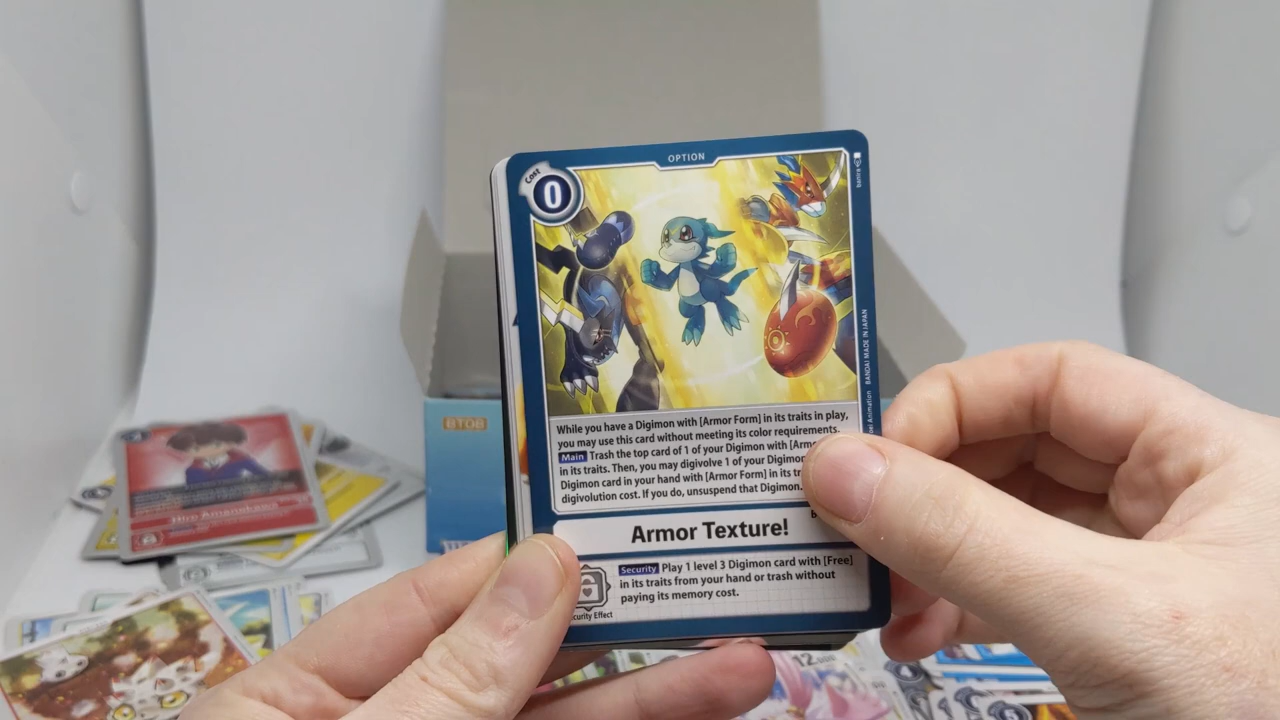 OPTION
Cost
0
banira
BANDAI MADE IN JAPAN
Animation
While you have a Digimon with [Armor Form] in its traits in play,
you may use this card without meeting its color requirements.
Main Trash the top card of 1 of your Digimon with [Armor
in its traits. Then, you may digivolve 1 of your Digimon
Digimon card in your hand with [Armor Form] in its
digivolution cost. If you do, unsuspend that Digimon.
Armor Texture!
Security Play 1 level 3 Digimon card with [Free]
in its traits from your hand or trash without
paying its memory cost.
curity Effect
BT08
Hiro Amanokawa